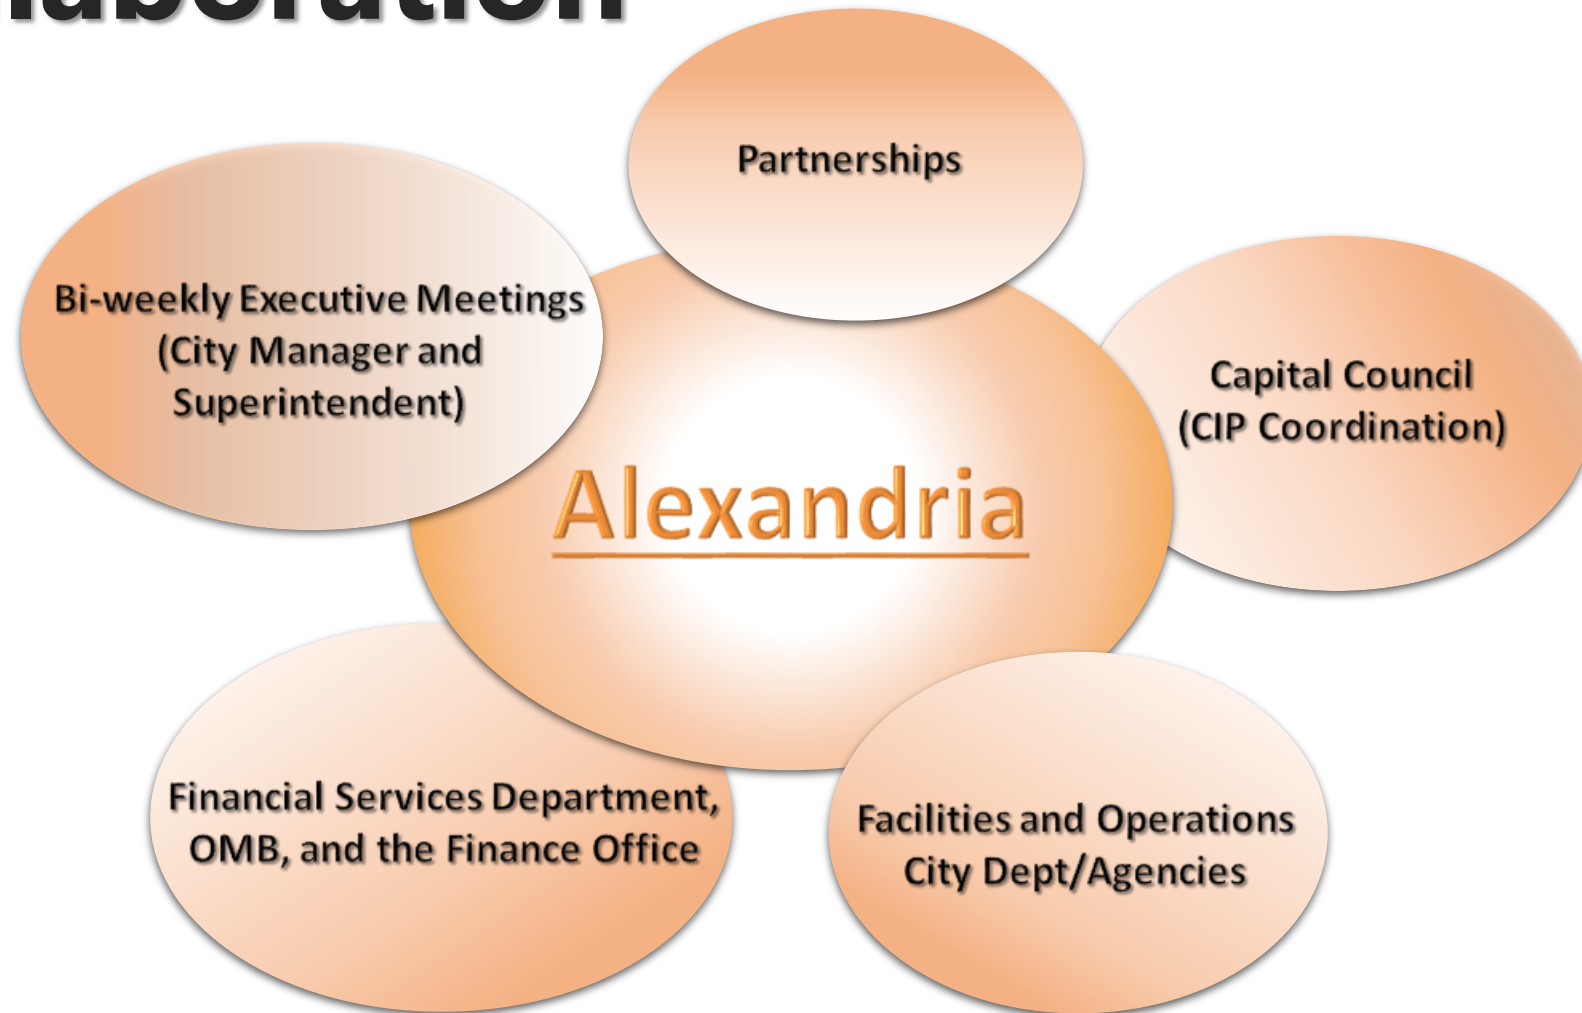 laboration
Partnerships
Bi-weekly Executive Meetings
(City Manager and
Superintendent)
Capital Council
(CIP Coordination)
Alexandria
Financial Services Department,
OMB, and the Finance Office
Facilities and Operations
City Dept/Agencies